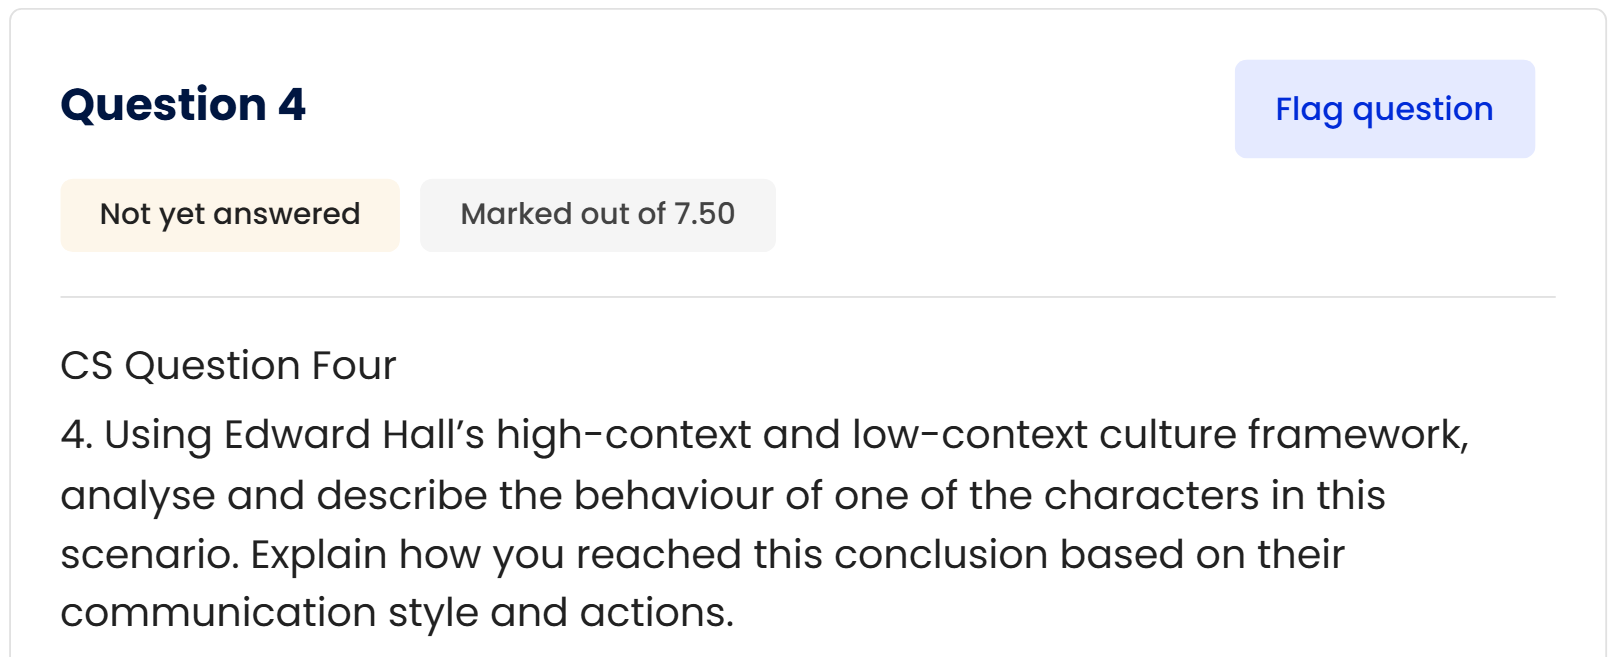 Question 4
Flag question
Not yet answered
Marked out of 7.50
CS Question Four
4. Using Edward Hall’s high-context and low-context culture framework,
analyse and describe the behaviour of one of the characters in this
scenario. Explain how you reached this conclusion based on their
communication style and actions.